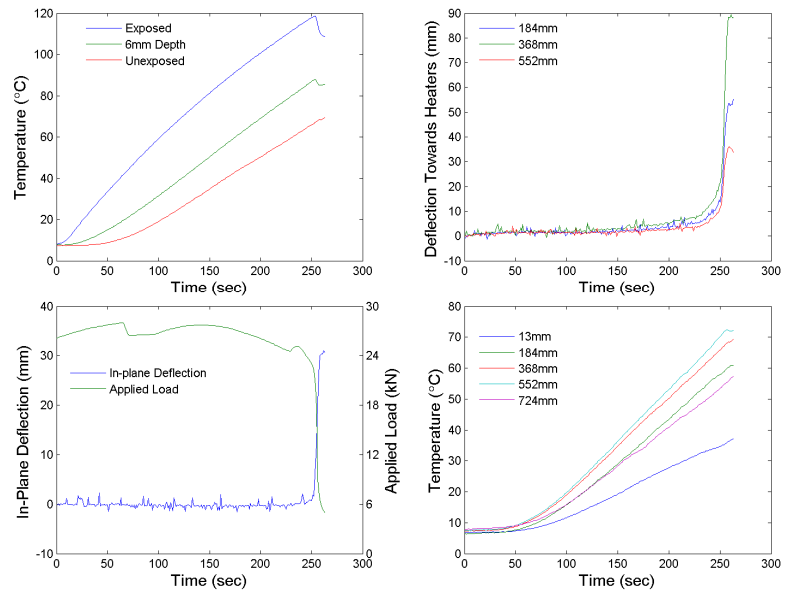 120
100
80
60
40
20
0
Temperature (°C)
Exposed
6mm Depth
Unexposed
0 50 100 150 200 250 300
Time (sec)
90
80
70
60
50
40
30
20
10
0
-10
Deflection Towards Heaters (mm)
184mm
368mm
552mm
0 50 100 150 200 250 300
Time (sec)
40
30
20
10
0
-10
In-Plane Deflection (mm)
In-plane Deflection
Applied Load
30
24
18
12
6
0
Applied Load (kN)
0 50 100 150 200 250 300
Time (sec)
80
70
60
50
40
30
20
10
0
Temperature (°C)
13mm
184mm
368mm
552mm
724mm
0 50 100 150 200 250 300
Time (sec)